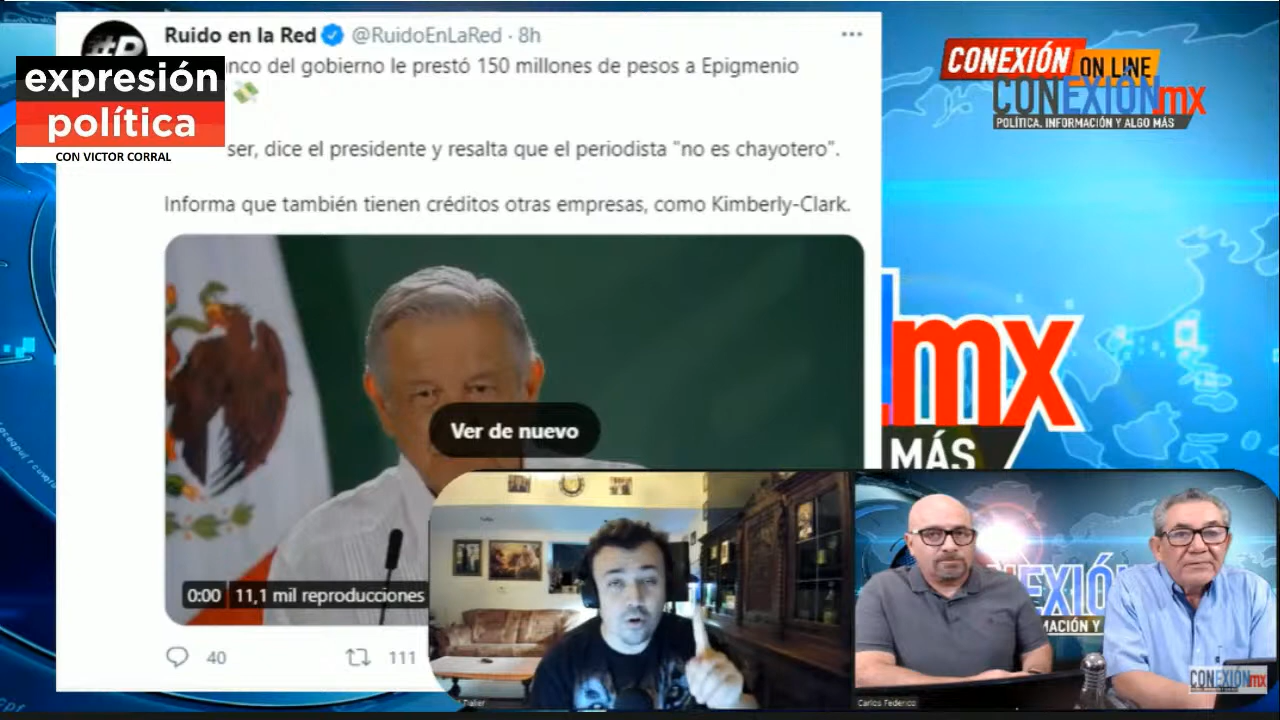 Ruido en la Red @RuidoEnLaRed · 8h
nco del gobierno le prestó 150 millones de pesos a Epigmenio
ser, dice el presidente y resalta que el periodista "no es chayotero".
Informa que también tienen créditos otras empresas, como Kimberly-Clark.
expresión
política
CON VICTOR CORRAL
CONEXIÓN
ON LINE
CONEXIÓN mx
POLÍTICA, INFORMACIÓN Y ALGO MÁS
mx
MÁS
Ver de nuevo
0:00 11,1 mil reproducciones
40 111
NEXIÓ
MACIÓN Y
Carlos Federico
CONEXIÓN mx